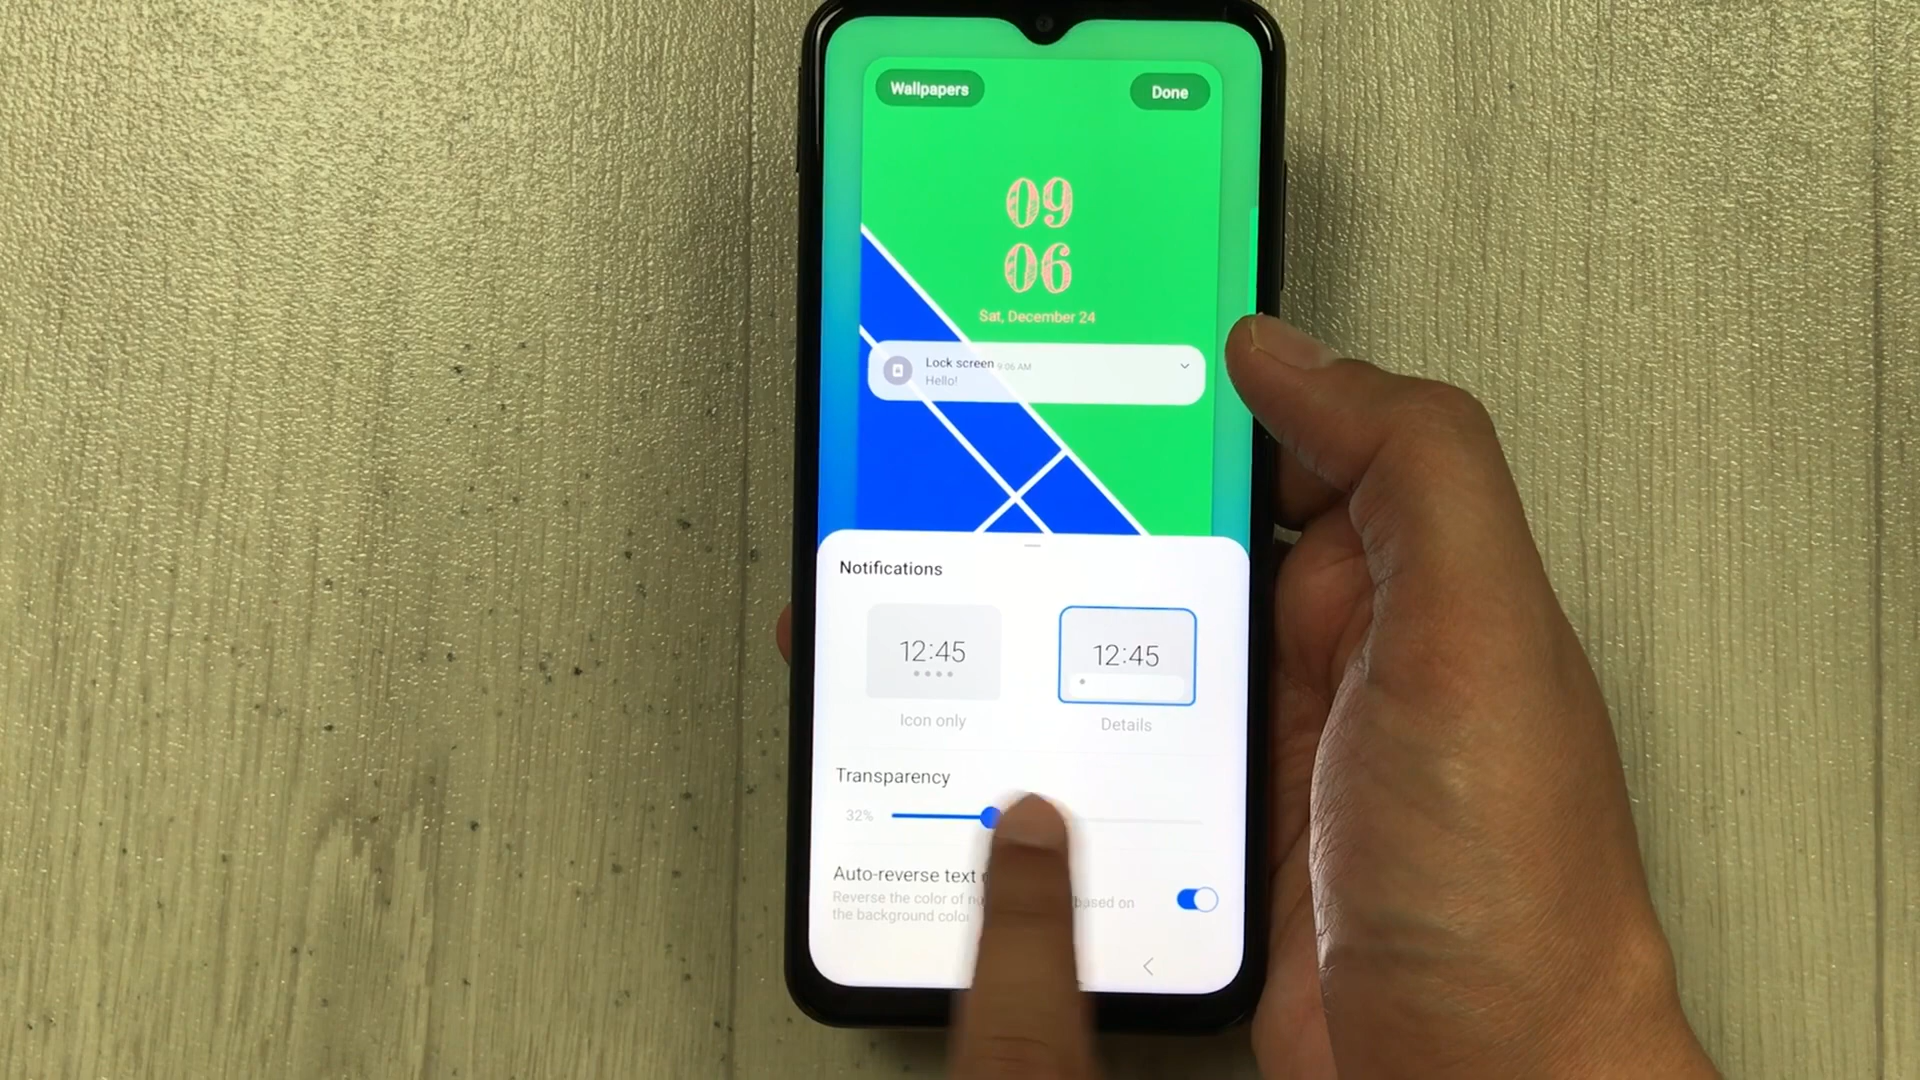 Wallpapers
Done
09
06
Sat, December 24
Lock screen 9:06 AM
Hello!
Notifications
12:45
12:45
Icon only
Details
Transparency
32%
Auto-reverse text
Reverse the color of based on
the background color